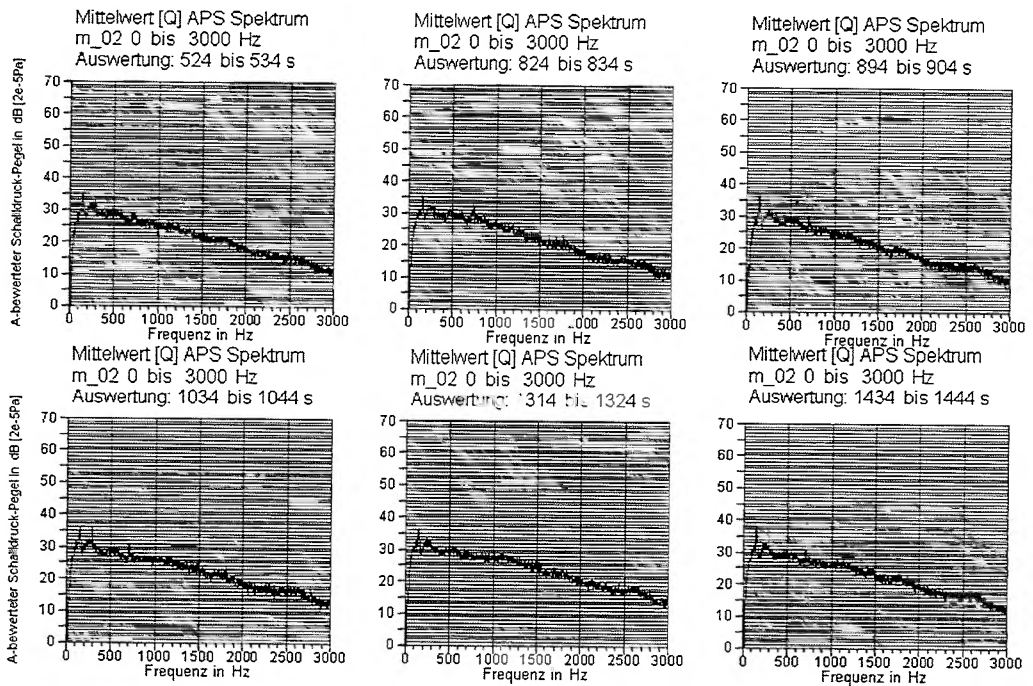 Mittelwert [Q] APS Spektrum
m_02 0 bis 3000 Hz
Auswertung: 524 bis 534 s
A-bewerteter Schalldruck-Pegel in dB [2e-5Pa]
70
60
50
40
30
20
10
0
0 500 1000 1500 2000 2500 3000
Frequenz in Hz
Mittelwert [Q] APS Spektrum
m_02 0 bis 3000 Hz
Auswertung: 824 bis 834 s
70
60
50
40
30
20
10
0
0 500 1000 1500 2000 2500 3000
Frequenz in Hz
Mittelwert [Q] APS Spektrum
m_02 0 bis 3000 Hz
Auswertung: 894 bis 904 s
70
60
50
40
30
20
10
0
0 500 1000 1500 2000 2500 3000
Frequenz in Hz
Mittelwert [Q] APS Spektrum
m_02 0 bis 3000 Hz
Auswertung: 1034 bis 1044 s
A-bewerteter Schalldruck-Pegel in dB [2e-5Pa]
70
60
50
40
30
20
10
0
0 500 1000 1500 2000 2500 3000
Frequenz in Hz
Mittelwert [Q] APS Spektrum
m_02 0 bis 3000 Hz
Auswertung: 1314 bis 1324 s
70
60
50
40
30
20
10
0
0 500 1000 1500 2000 2500 3000
Frequenz in Hz
Mittelwert [Q] APS Spektrum
m_02 0 bis 3000 Hz
Auswertung: 1434 bis 1444 s
70
60
50
40
30
20
10
0
0 500 1000 1500 2000 2500 3000
Frequenz in Hz